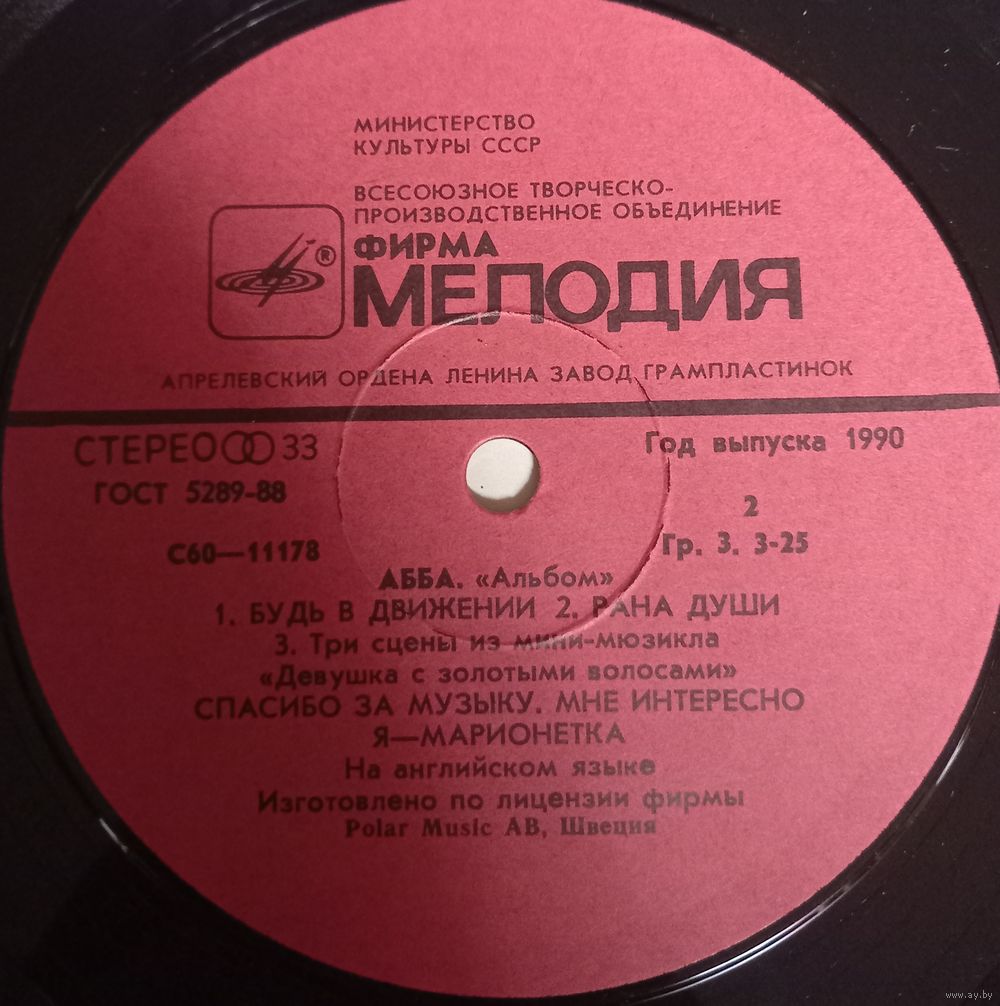 МИНИСТЕРСТВО
КУЛЬТУРЫ СССР
ВСЕСОЮЗНОЕ ТВОРЧЕСКО-
ПРОИЗВОДСТВЕННОЕ ОБЪЕДИНЕНИЕ
ФИРМА
®
МЕЛОДИЯ
АПРЕЛЕВСКИЙ ОРДЕНА ЛЕНИНА ЗАВОД ГРАМПЛАСТИНОК
СТЕРЕО 33
Год выпуска 1990
ГОСТ 5289-88
2
С60—11178
Гр. 3. 3-25
АББА. «Альбом»
1. БУДЬ В ДВИЖЕНИИ 2. РАНА ДУШИ
3. Три сцены из мини-мюзикла
«Девушка с золотыми волосами»
СПАСИБО ЗА МУЗЫКУ. МНЕ ИНТЕРЕСНО
Я—МАРИОНЕТКА
На английском языке
Изготовлено по лицензии фирмы
Polar Music AB, Швеция
www.ay.by